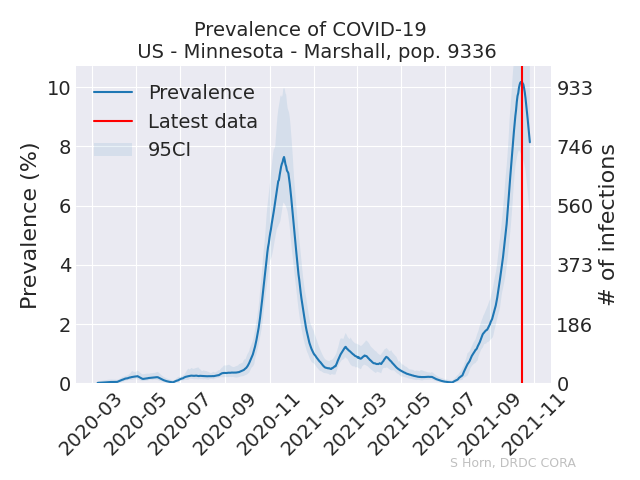 Prevalence of COVID-19
US - Minnesota - Marshall, pop. 9336
Prevalence
Latest data
95CI
Prevalence (%)
10
8
6
4
2
0
# of infections
933
746
560
373
186
0
2020-03
2020-05
2020-07
2020-09
2020-11
2021-01
2021-03
2021-05
2021-07
2021-09
2021-11
S Horn, DRDC CORA